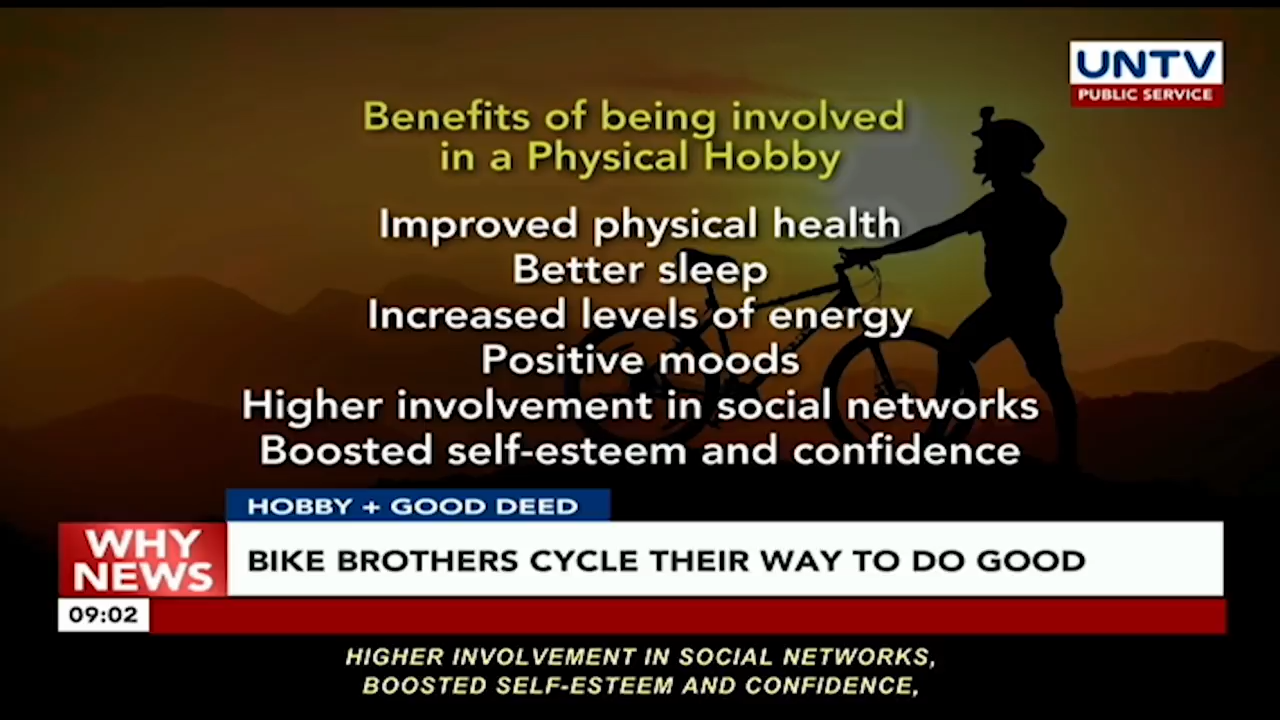 UNTV
PUBLIC SERVICE
Benefits of being involved
in a Physical Hobby
Improved physical health
Better sleep
Increased levels of energy
Positive moods
Higher involvement in social networks
Boosted self-esteem and confidence
HOBBY + GOOD DEED
WHY
NEWS
BIKE BROTHERS CYCLE THEIR WAY TO DO GOOD
09:02
HIGHER INVOLVEMENT IN SOCIAL NETWORKS,
BOOSTED SELF-ESTEEM AND CONFIDENCE,